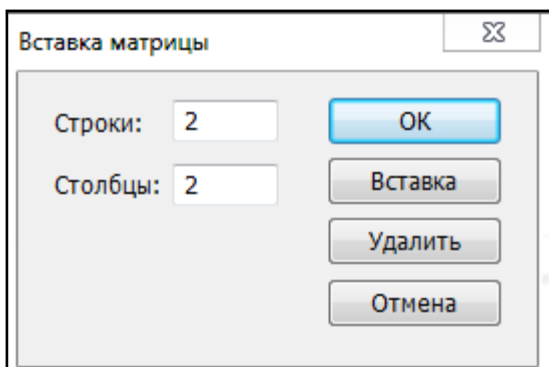 Вставка матрицы
Строки: 2 ОК
Столбцы: 2 Вставка
Удалить
Отмена